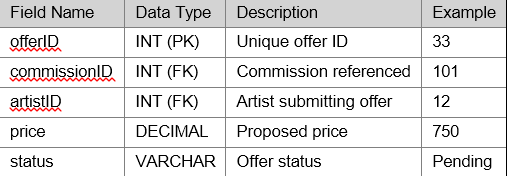 Field Name Data Type Description Example
offerID INT (PK) Unique offer ID 33
commissionID INT (FK) Commission referenced 101
artistID INT (FK) Artist submitting offer 12
price DECIMAL Proposed price 750
status VARCHAR Offer status Pending